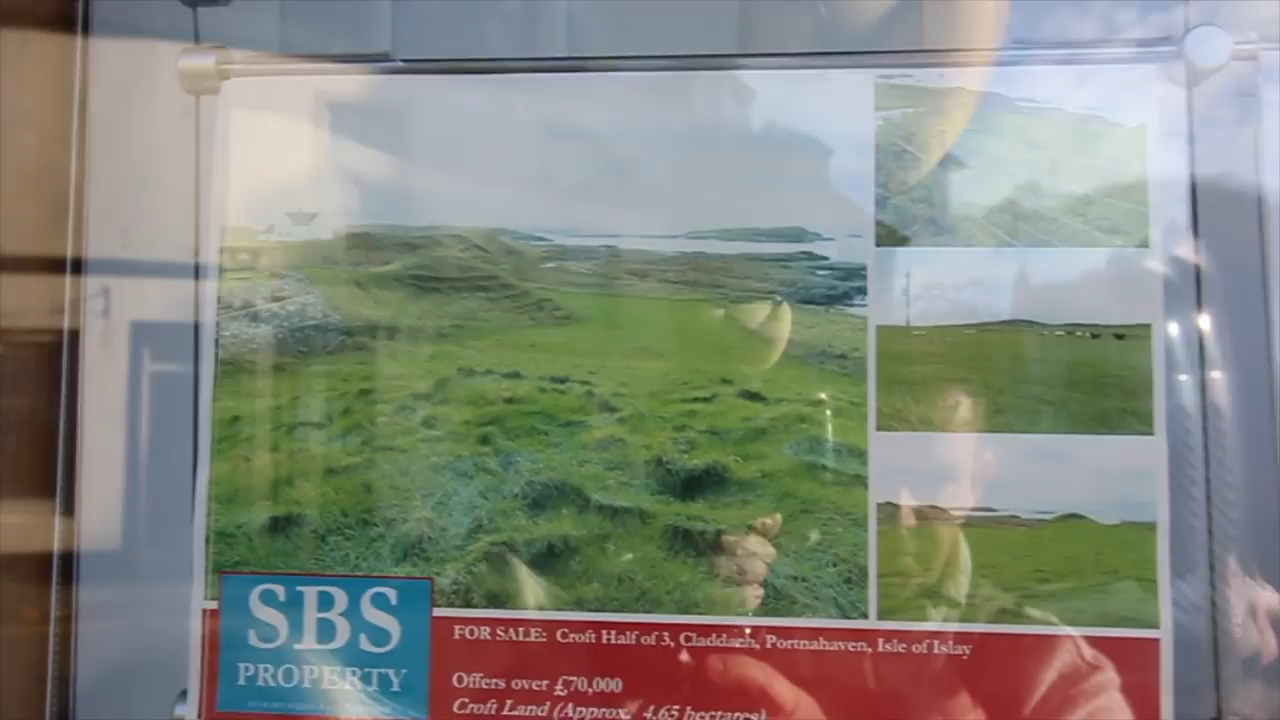 SBS
PROPERTY
FOR SALE: Croft Half of 3, Claddach, Portnahaven, Isle of Islay
Offers over £70,000
Croft Land (Approx. 4.65 hectares)